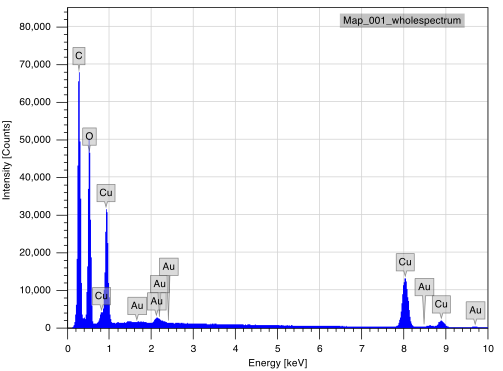 Map_001_wholespectrum
80,000
70,000
60,000
50,000
40,000
30,000
20,000
10,000
0
Intensity [Counts]
C
O
Cu
Cu
Au
Au
Au
Au
Cu
Au
Cu
Au
0 1 2 3 4 5 6 7 8 9 10
Energy [keV]